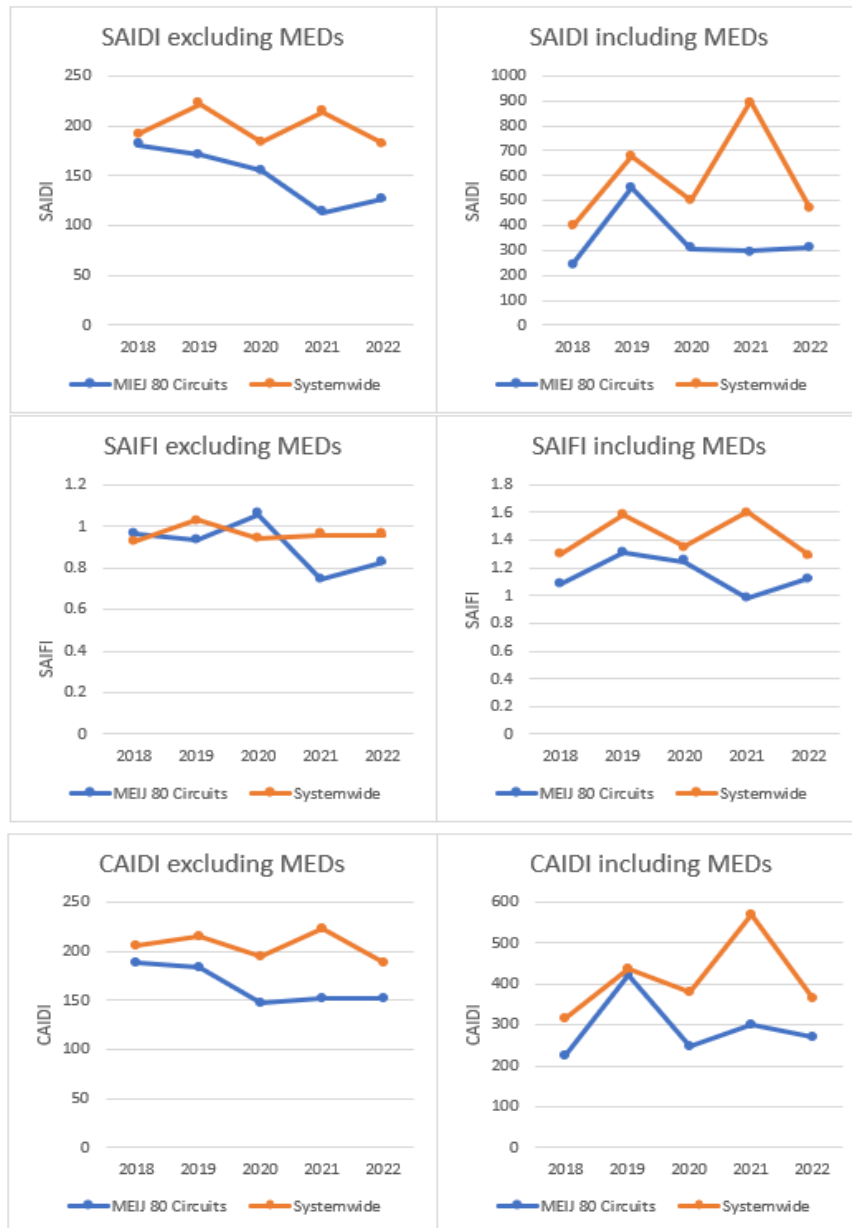 SAIDI excluding MEDs
250
200
150
100
50
0
SAIDI
2018 2019 2020 2021 2022
MIEJ 80 Circuits Systemwide
SAIDI including MEDs
1000
900
800
700
600
500
400
300
200
100
0
SAIDI
2018 2019 2020 2021 2022
MIEJ 80 Circuits Systemwide
SAIFI excluding MEDs
1.2
1
0.8
0.6
0.4
0.2
0
SAIFI
2018 2019 2020 2021 2022
MEIJ 80 Circuits Systemwide
SAIFI including MEDs
1.8
1.6
1.4
1.2
1
0.8
0.6
0.4
0.2
0
SAIFI
2018 2019 2020 2021 2022
MEIJ 80 Circuits Systemwide
CAIDI excluding MEDs
250
200
150
100
50
0
CAIDI
2018 2019 2020 2021 2022
MEIJ 80 Circuits Systemwide
CAIDI including MEDs
600
500
400
300
200
100
0
CAIDI
2018 2019 2020 2021 2022
MEIJ 80 Circuits Systemwide